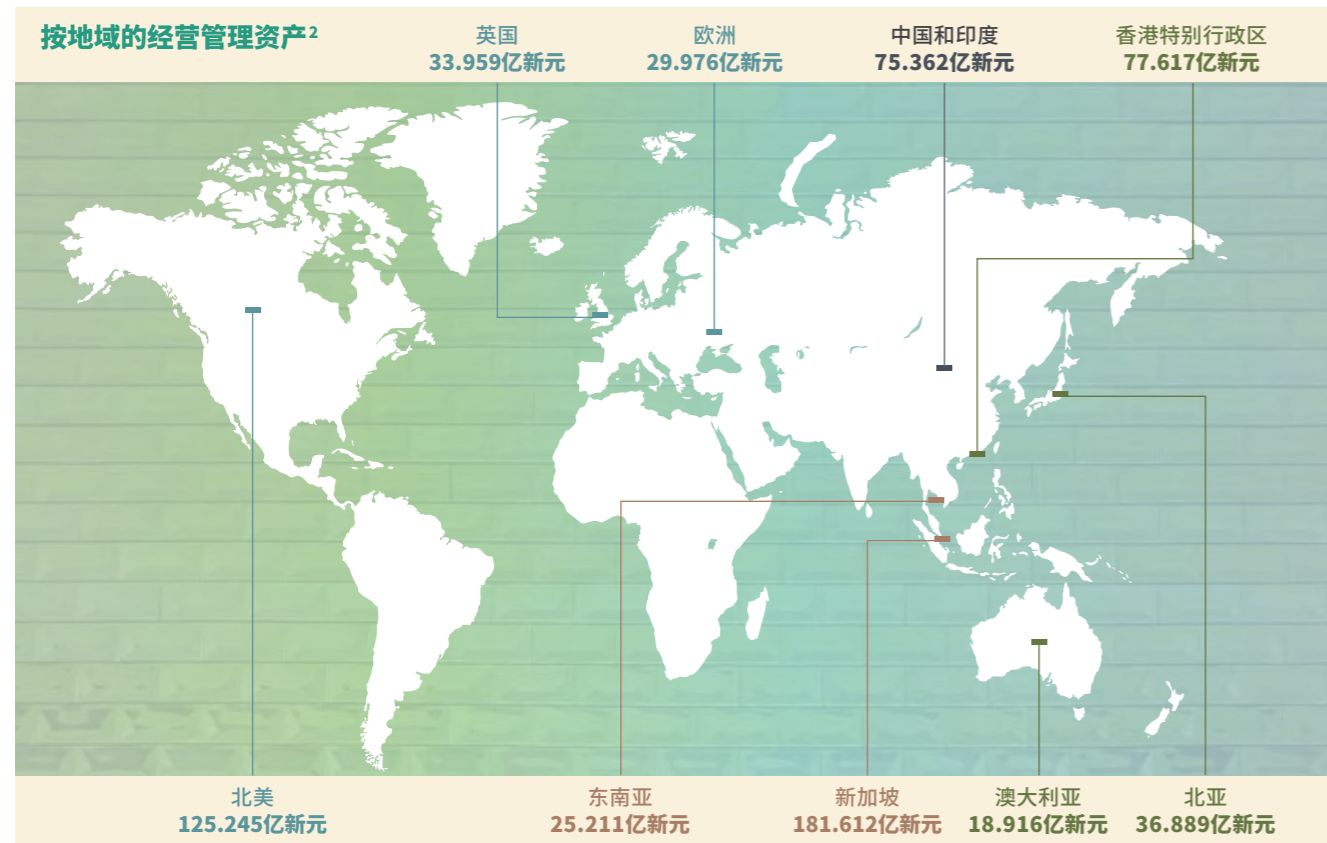 按地域的经营管理资产²
英国
33.959亿新元
欧洲
29.976亿新元
中国和印度
75.362亿新元
香港特别行政区
77.617亿新元
北美
125.245亿新元
东南亚
25.211亿新元
新加坡
181.612亿新元
澳大利亚
18.916亿新元
北亚
36.889亿新元